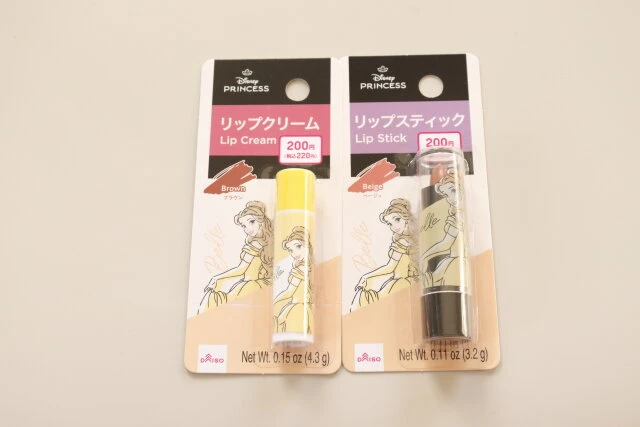 Disney
PRINCESS
リップクリーム
Lip Cream
200円
(税込220円)
Brown
ブラウン
Belle
DAISO
Net Wt. 0.15 oz (4.3 g)
Disney
PRINCESS
リップスティック
Lip Stick
200円
Beige
ベージュ
Belle
DAISO
Net Wt. 0.11 oz (3.2 g)